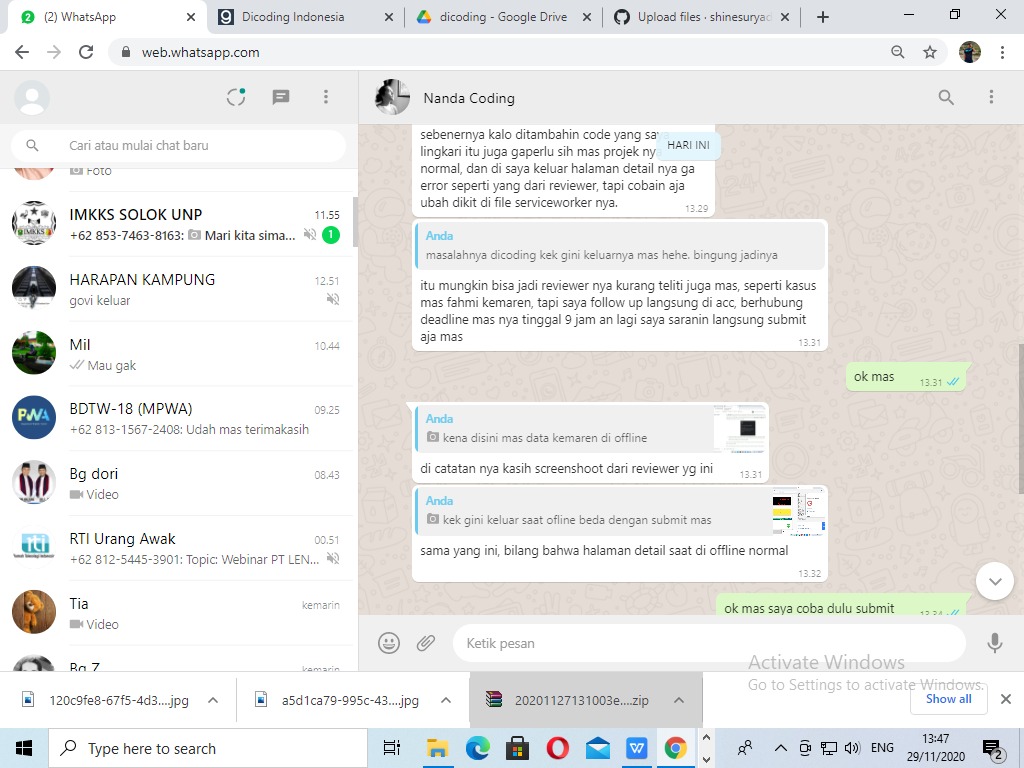 (2) WhatsApp
Dicoding Indonesia
dicoding - Google Drive
Upload files · shinesuryad
web.whatsapp.com
Cari atau mulai chat baru
Foto
IMKKS SOLOK UNP
11.55
+62 853-7463-8163: Mari kita sima...
1
HARAPAN KAMPUNG
12.51
govi keluar
Mil
10.44
Mau gak
BDTW-18 (MPWA)
09.25
+62 813-1567-2408: Udah mas terimakasih
Bg dori
08.43
Video
RTI Urang Awak
00.51
+62 812-5445-3901: Topic: Webinar PT LEN...
Tia
kemarin
Video
Bg Z
kemarin
Nanda Coding
HARI INI
sebenernya kalo ditambahin code yang saya
lingkari itu juga gaperlu sih mas projek nya
normal, dan di saya keluar halaman detail nya ga
error seperti yang dari reviewer, tapi cobain aja
ubah dikit di file serviceworker nya.
13.29
Anda
masalahnya dicoding kek gini keluarnya mas hehe. bingung jadinya
itu mungkin bisa jadi reviewer nya kurang teliti juga mas, seperti kasus
mas fahmi kemaren, tapi saya follow up langsung di acc, berhubung
deadline mas nya tinggal 9 jam an lagi saya saranin langsung submit
aja mas
13.31
ok mas
13.31
Anda
kena disini mas data kemaren di offline
di catatan nya kasih screenshoot dari reviewer yg ini
13.31
Anda
kek gini keluar saat ofline beda dengan submit mas
sama yang ini, bilang bahwa halaman detail saat di offline normal
13.32
ok mas saya coba dulu submit
13.34
Ketik pesan
Activate Windows
Go to Settings to activate Windows.
120c9fe8-67f5-4d3....jpg
a5d1ca79-995c-43....jpg
20201127131003e....zip
Show all
Type here to search
ENG
13:47
29/11/2020
2